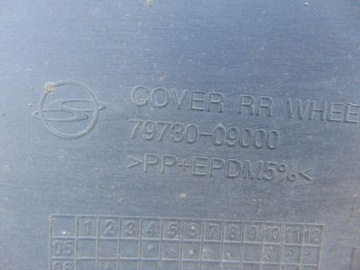 COVER RR WHEE
79730-09000
>PP+EPDM5%<
1 2 3 4 5 6 7 8 9 10 11 12
05